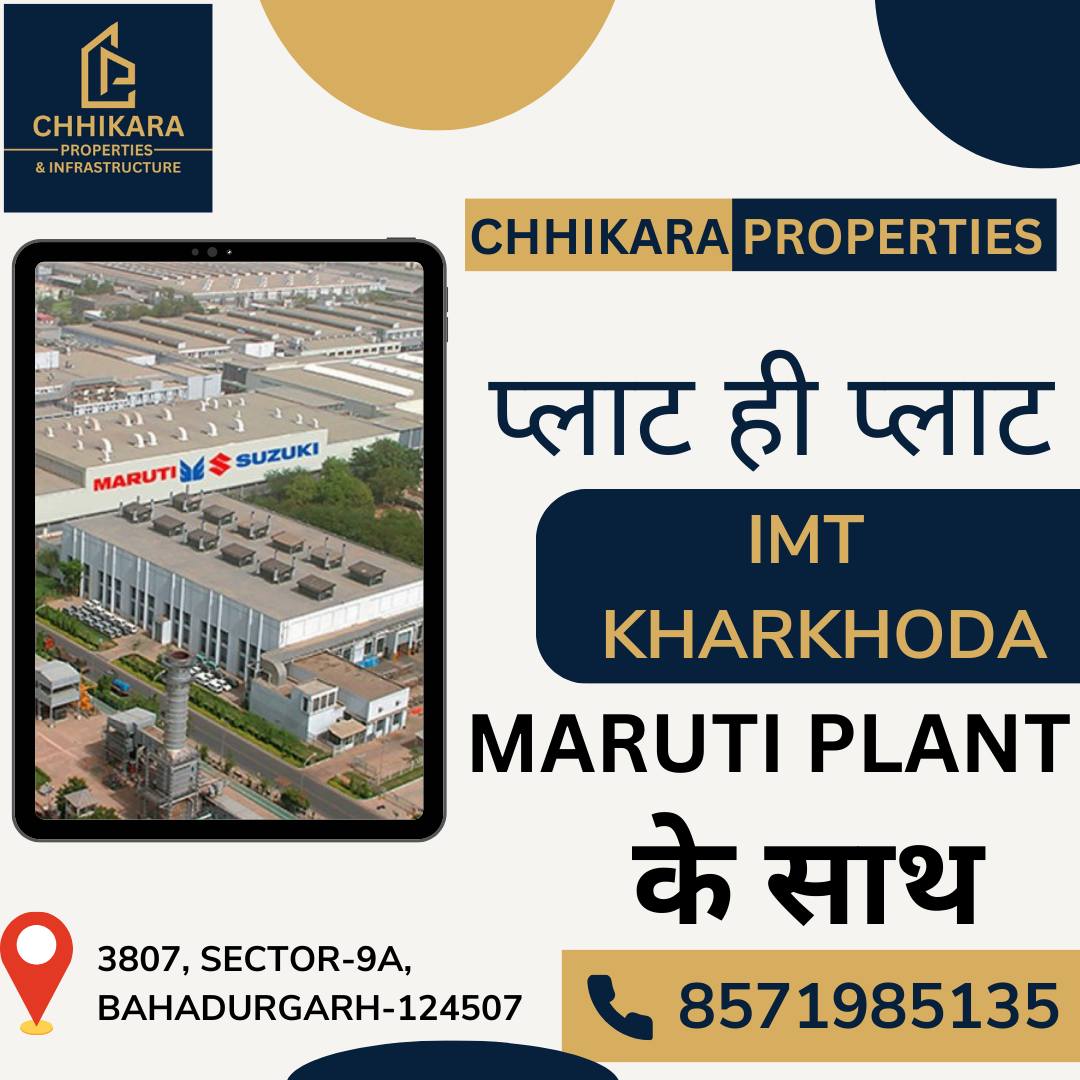 CHHIKARA
PROPERTIES
& INFRASTRUCTURE
CHHIKARA PROPERTIES
MARUTI SUZUKI
प्लाट ही प्लाट
IMT
KHARKHODA
MARUTI PLANT
के साथ
3807, SECTOR-9A,
BAHADURGARH-124507
8571985135